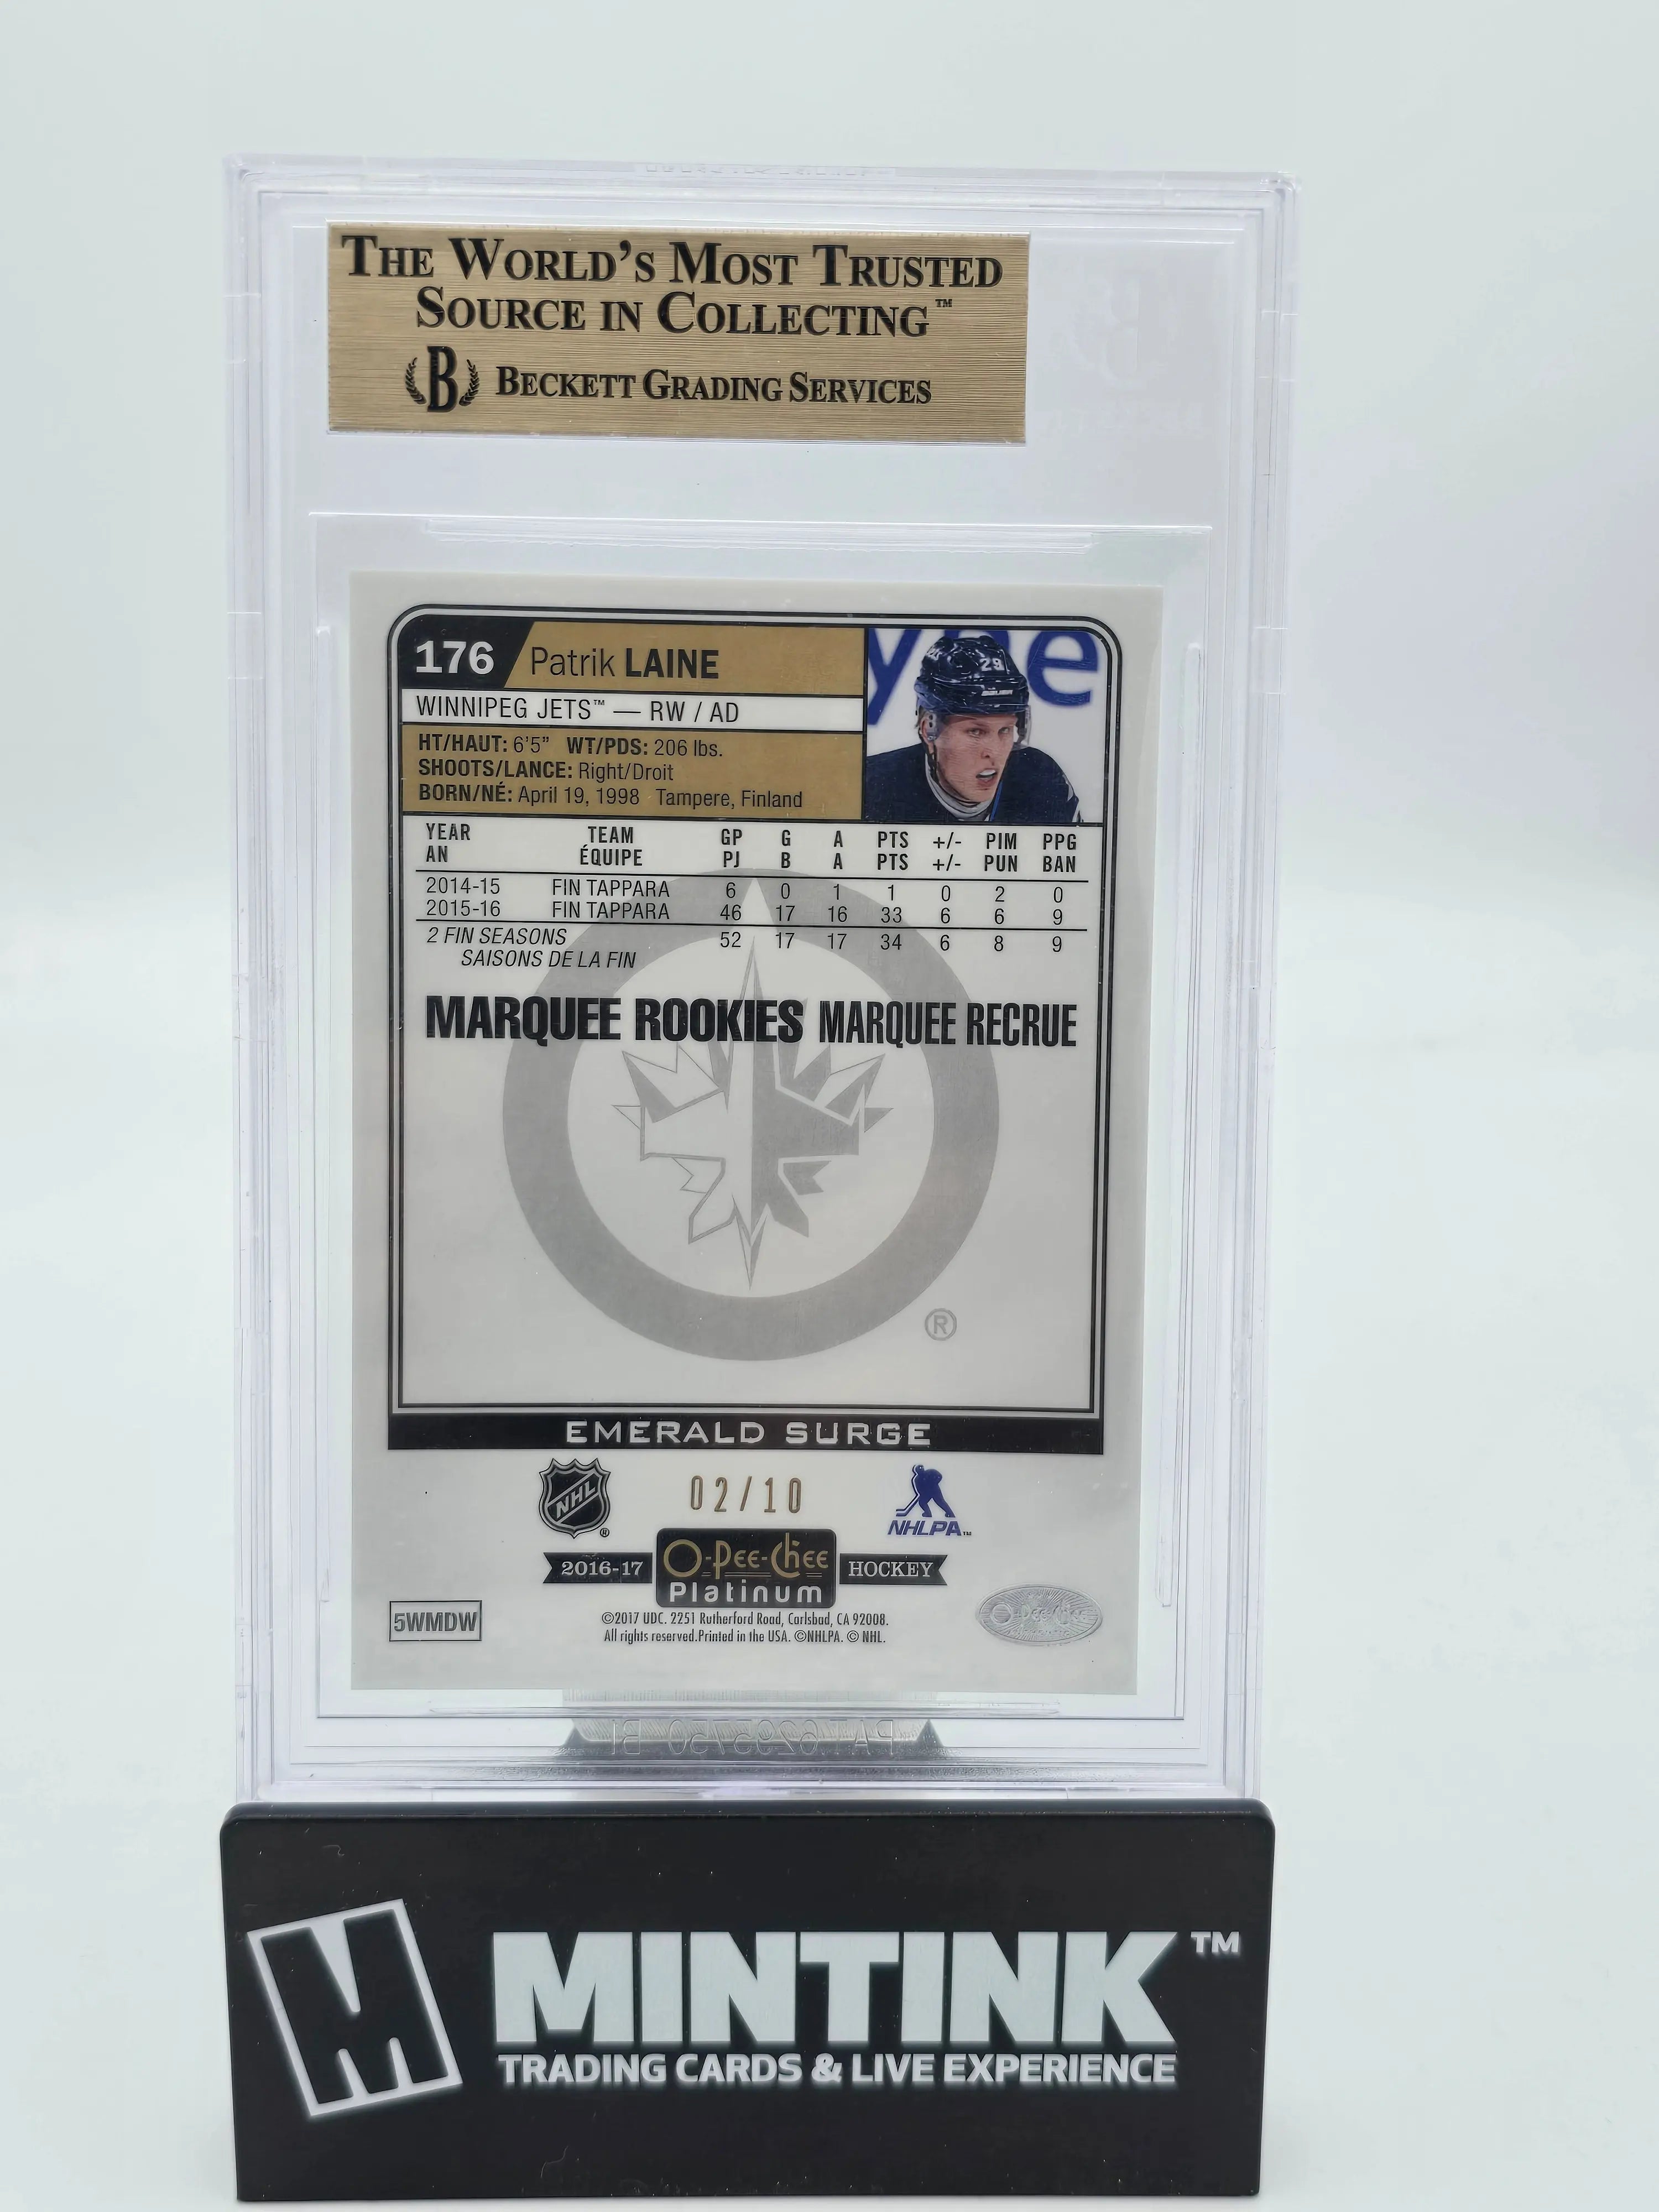 THE WORLD'S MOST TRUSTED
SOURCE IN COLLECTING™
B BECKETT GRADING SERVICES
176 Patrik LAINE
WINNIPEG JETS™ — RW / AD
HT/HAUT: 6'5" WT/PDS: 206 lbs.
SHOOTS/LANCE: Right/Droit
BORN/NÉ: April 19, 1998 Tampere, Finland
29
YEAR TEAM GP G A PTS +/- PIM PPG
AN ÉQUIPE PJ B A PTS +/- PUN BAN
2014-15 FIN TAPPARA 6 0 1 1 0 2 0
2015-16 FIN TAPPARA 46 17 16 33 6 6 9
2 FIN SEASONS 52 17 17 34 6 8 9
SAISONS DE LA FIN
MARQUEE ROOKIES MARQUEE RECRUE
®
EMERALD SURGE
NHL ® 02/10 NHLPA™
2016-17 O-Pee-Chee Platinum HOCKEY
5WMDW
©2017 UDC. 2251 Rutherford Road, Carlsbad, CA 92008.
All rights reserved.Printed in the USA. ©NHLPA. © NHL.
O-Pee-Chee
M MINTINK™
TRADING CARDS & LIVE EXPERIENCE